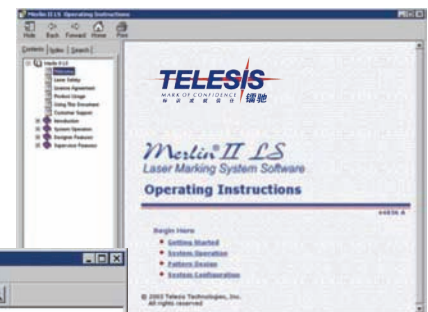 Merlin II LS Operating Instructions
Hide Back Forward Home Print
Contents Index Search
Merlin II LS
Welcome
Laser Safety
License Agreement
Product Usage
Using This Document
Customer Support
Introduction
System Operation
Designer Features
Supervisor Features
TELESIS
MARK OF CONFIDENCE
镭驰
Merlin® II LS
Laser Marking System Software
Operating Instructions
Begin Here
Getting Started
System Operation
Pattern Design
System Configuration
© 2003 Telesis Technologies, Inc.
All rights reserved